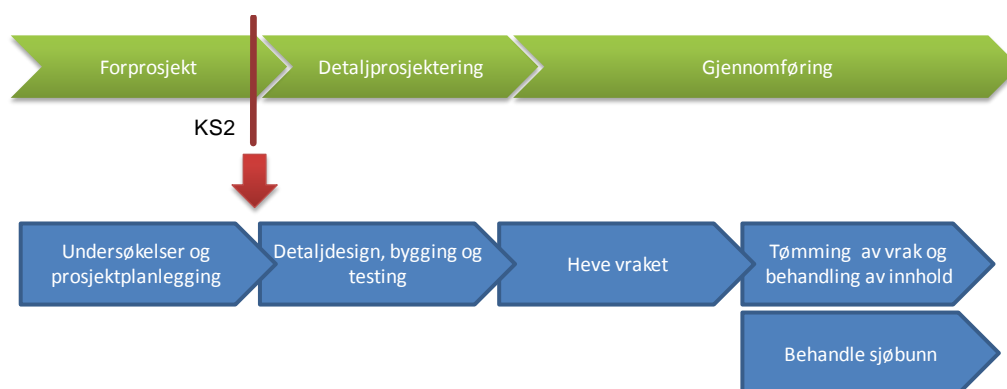 Forprosjekt
Detaljprosjektering
Gjennomføring
KS2
Undersøkelser og
prosjektplanlegging
Detaljdesign, bygging og
testing
Heve vraket
Tømming av vrak og
behandling av innhold
Behandle sjøbunn